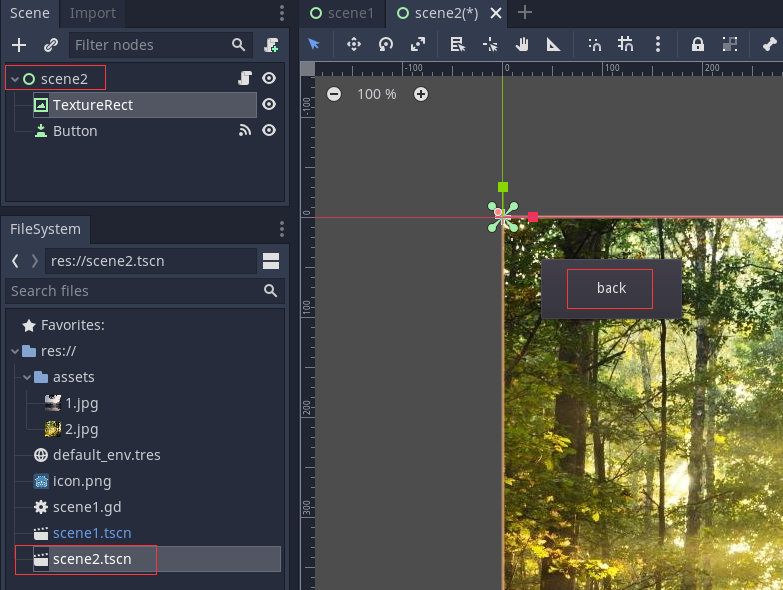 Scene Import
scene1 scene2(*)
Filter nodes
scene2
TextureRect
Button
-100 0 100 200
100 %
-100
0
100
200
300
back
FileSystem
res://scene2.tscn
Search files
Favorites:
res://
assets
1.jpg
2.jpg
default_env.tres
icon.png
scene1.gd
scene1.tscn
scene2.tscn